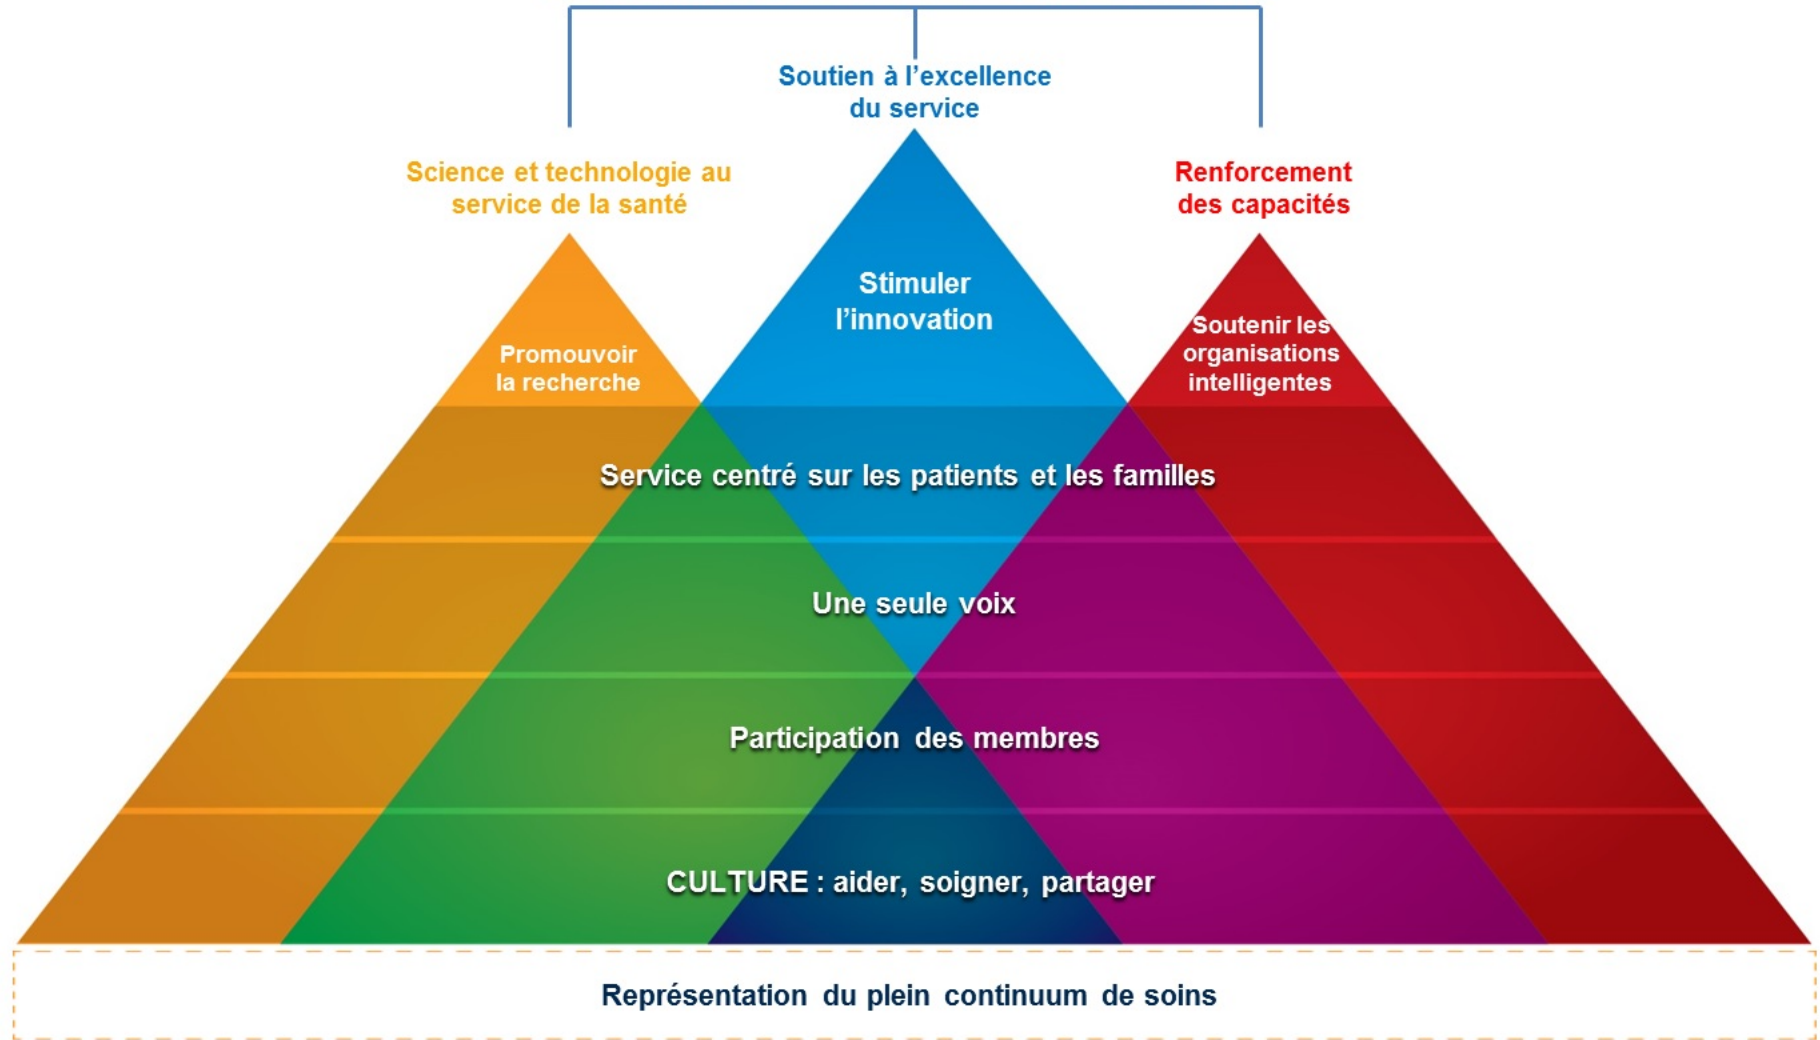 Soutien à l’excellence
du service
Science et technologie au
service de la santé
Renforcement
des capacités
Stimuler
l’innovation
Promouvoir
la recherche
Soutenir les
organisations
intelligentes
Service centré sur les patients et les familles
Une seule voix
Participation des membres
CULTURE : aider, soigner, partager
Représentation du plein continuum de soins